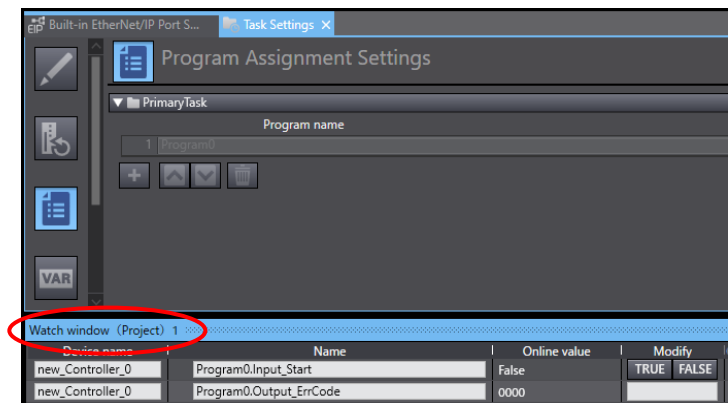 EIP Built-in EtherNet/IP Port S... Task Settings ×
Program Assignment Settings
PrimaryTask
Program name
1 Program0
VAR
Watch window (Project) 1
Device name Name Online value Modify
new_Controller_0 Program0.Input_Start False TRUE FALSE
new_Controller_0 Program0.Output_ErrCode 0000